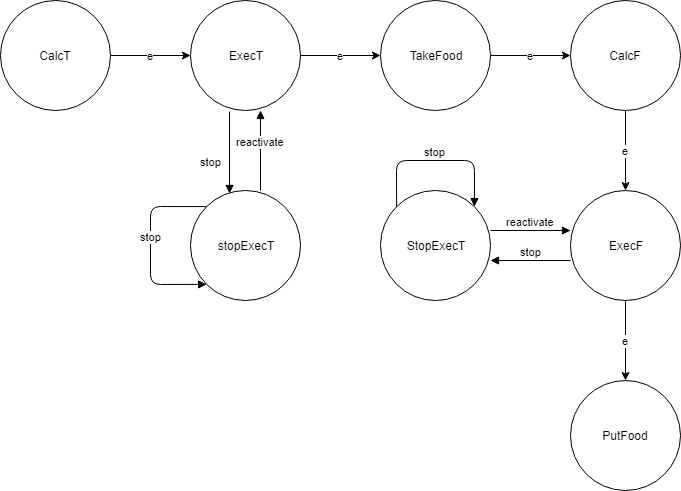 CalcT
e
ExecT
e
TakeFood
e
CalcF
stop
reactivate
stop
e
stop
stopExecT
StopExecT
reactivate
stop
ExecF
e
PutFood